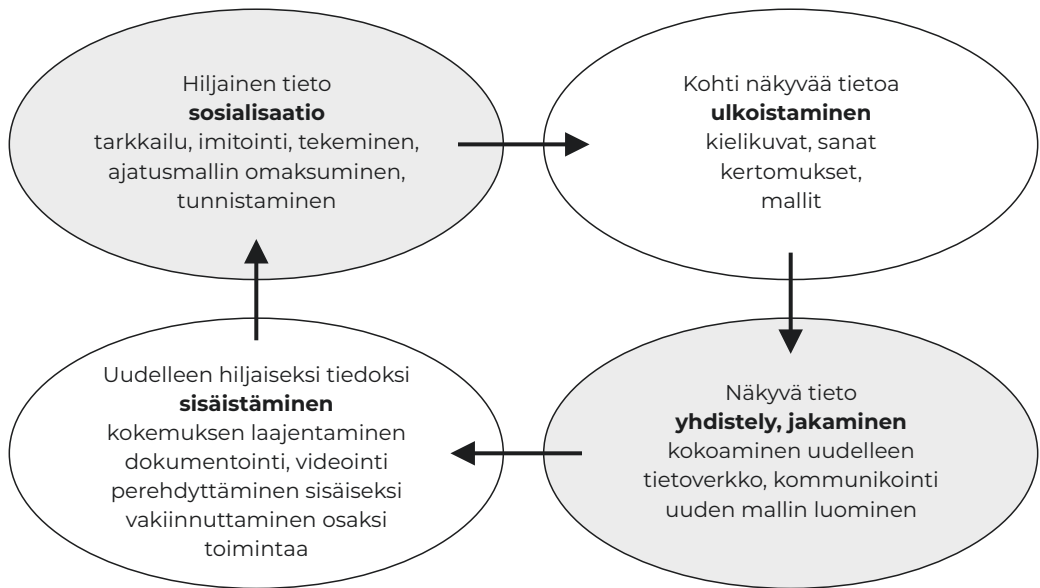 Hiljainen tieto
sosialisaatio
tarkkailu, imitointi, tekeminen,
ajatusmallin omaksuminen,
tunnistaminen
Kohti näkyvää tietoa
ulkoistaminen
kielikuvat, sanat
kertomukset,
mallit
Uudelleen hiljaiseksi tiedoksi
sisäistäminen
kokemuksen laajentaminen
dokumentointi, videointi
perehdyttäminen sisäiseksi
vakiinnuttaminen osaksi
toimintaa
Näkyvä tieto
yhdistely, jakaminen
kokoaminen uudelleen
tietoverkko, kommunikointi
uuden mallin luominen